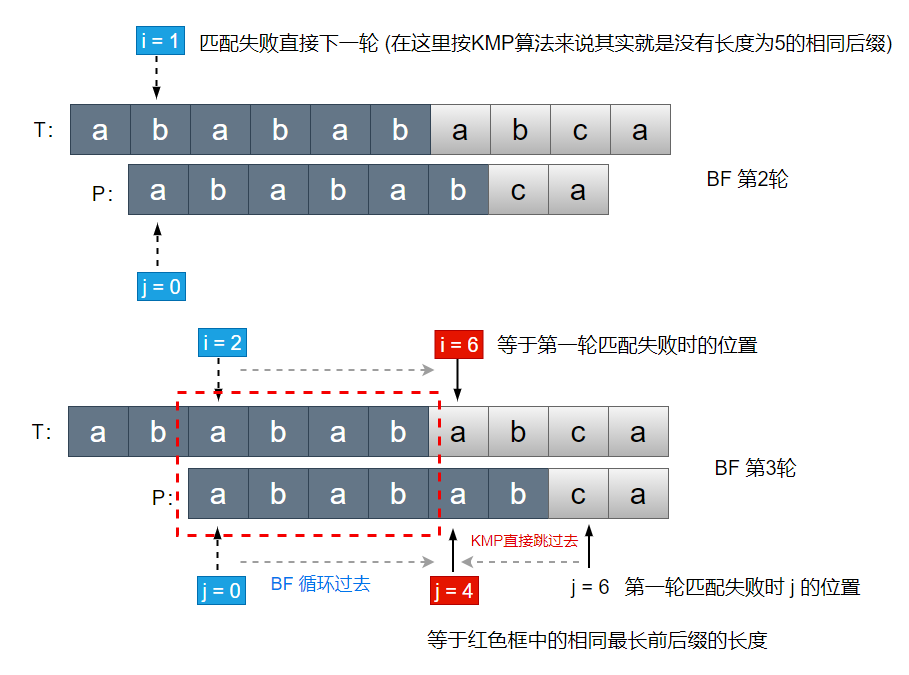 i = 1
匹配失败直接下一轮 (在这里按KMP算法来说其实就是没有长度为5的相同后缀)
T: a b a b a b a b c a
P: a b a b a b c a
BF 第2轮
j = 0
i = 2
i = 6 等于第一轮匹配失败时的位置
T: a b a b a b a b c a
BF 第3轮
P: a b a b a b c a
KMP直接跳过去
j = 0
BF 循环过去
j = 4
j = 6 第一轮匹配失败时 j 的位置
等于红色框中的相同最长前后缀的长度